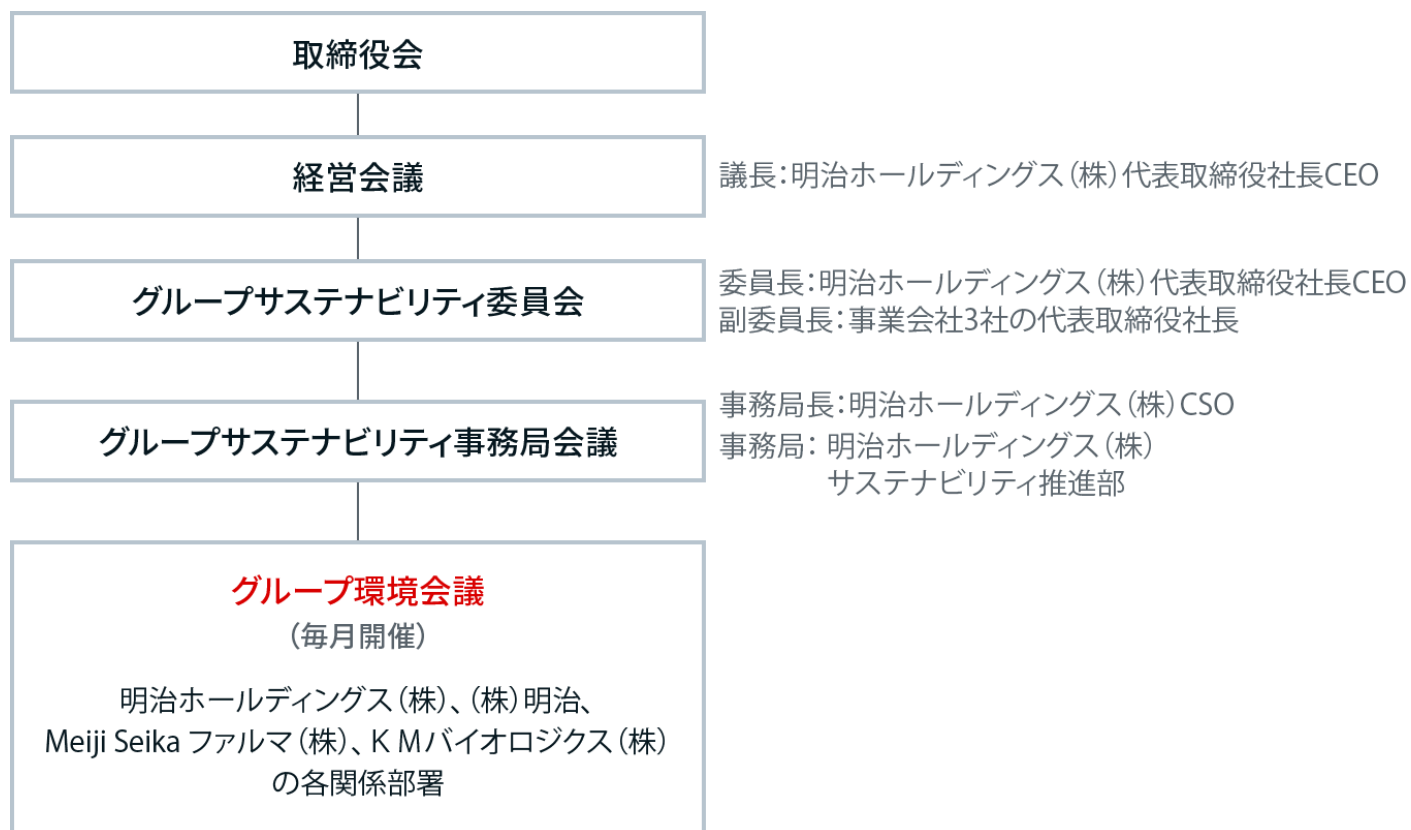 取締役会
経営会議
議長：明治ホールディングス（株）代表取締役社長CEO
グループサステナビリティ委員会
委員長：明治ホールディングス（株）代表取締役社長CEO
副委員長：事業会社3社の代表取締役社長
グループサステナビリティ事務局会議
事務局長：明治ホールディングス（株）CSO
事務局： 明治ホールディングス（株）
サステナビリティ推進部
グループ環境会議
（毎月開催）
明治ホールディングス（株）、（株）明治、
Meiji Seika ファルマ（株）、ＫＭバイオロジクス（株）
の各関係部署